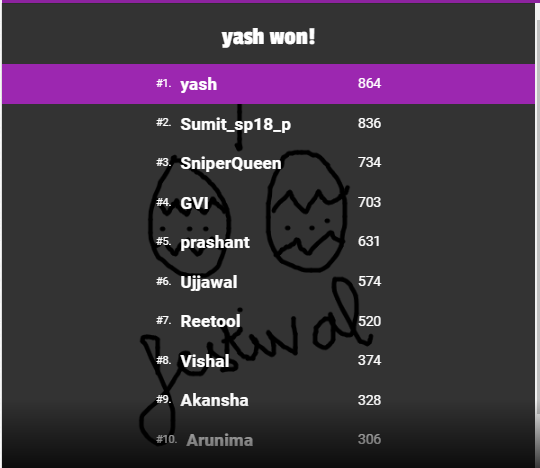 yash won!
#1. yash 864
#2. Sumit_sp18_p 836
#3. SniperQueen 734
#4. GVI 703
#5. prashant 631
#6. Ujjawal 574
#7. Reetool 520
#8. Vishal 374
#9. Akansha 328
#10. Arunima 306
festival